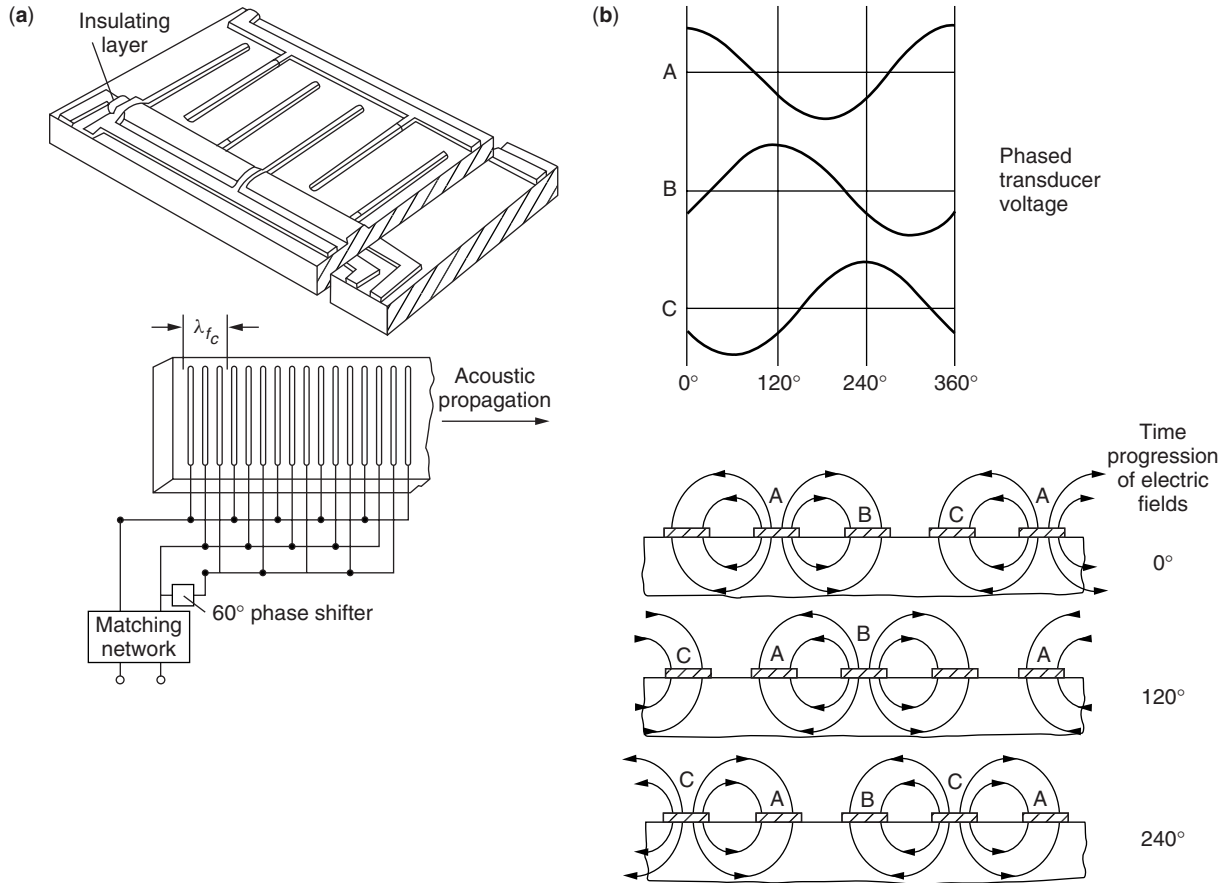 (a)
Insulating
layer
λfc
Acoustic
propagation
60° phase shifter
Matching
network
(b)
A
B
C
0° 120° 240° 360°
Phased
transducer
voltage
Time
progression
of electric
fields
A B C A
0°
C A B A
120°
C A B C A
240°